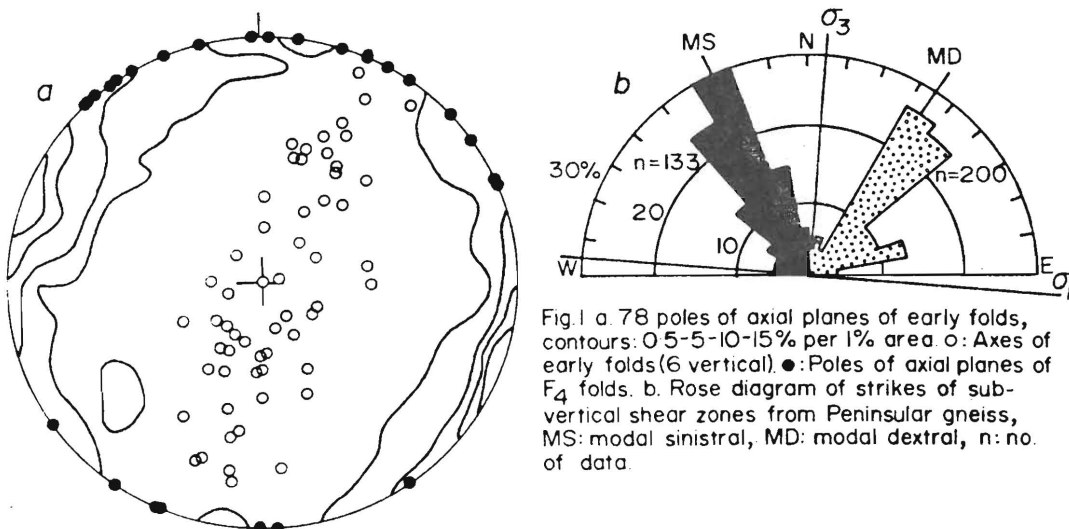 a
b
MS
N
σ3
MD
30%
n=133
n=200
20
10
W
E
σ1
Fig.1 a. 78 poles of axial planes of early folds,
contours: 0·5-5-10-15% per 1% area. o: Axes of
early folds (6 vertical). ●: Poles of axial planes of
F4 folds. b. Rose diagram of strikes of sub-
vertical shear zones from Peninsular gneiss,
MS: modal sinistral, MD: modal dextral, n: no.
of data.